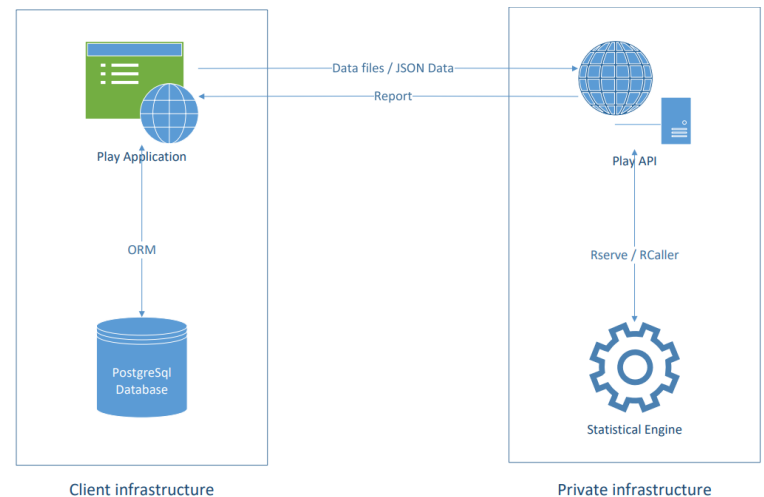 Data files / JSON Data
Report
Play Application
Play API
ORM
Rserve / RCaller
PostgreSql
Database
Statistical Engine
Client infrastructure
Private infrastructure